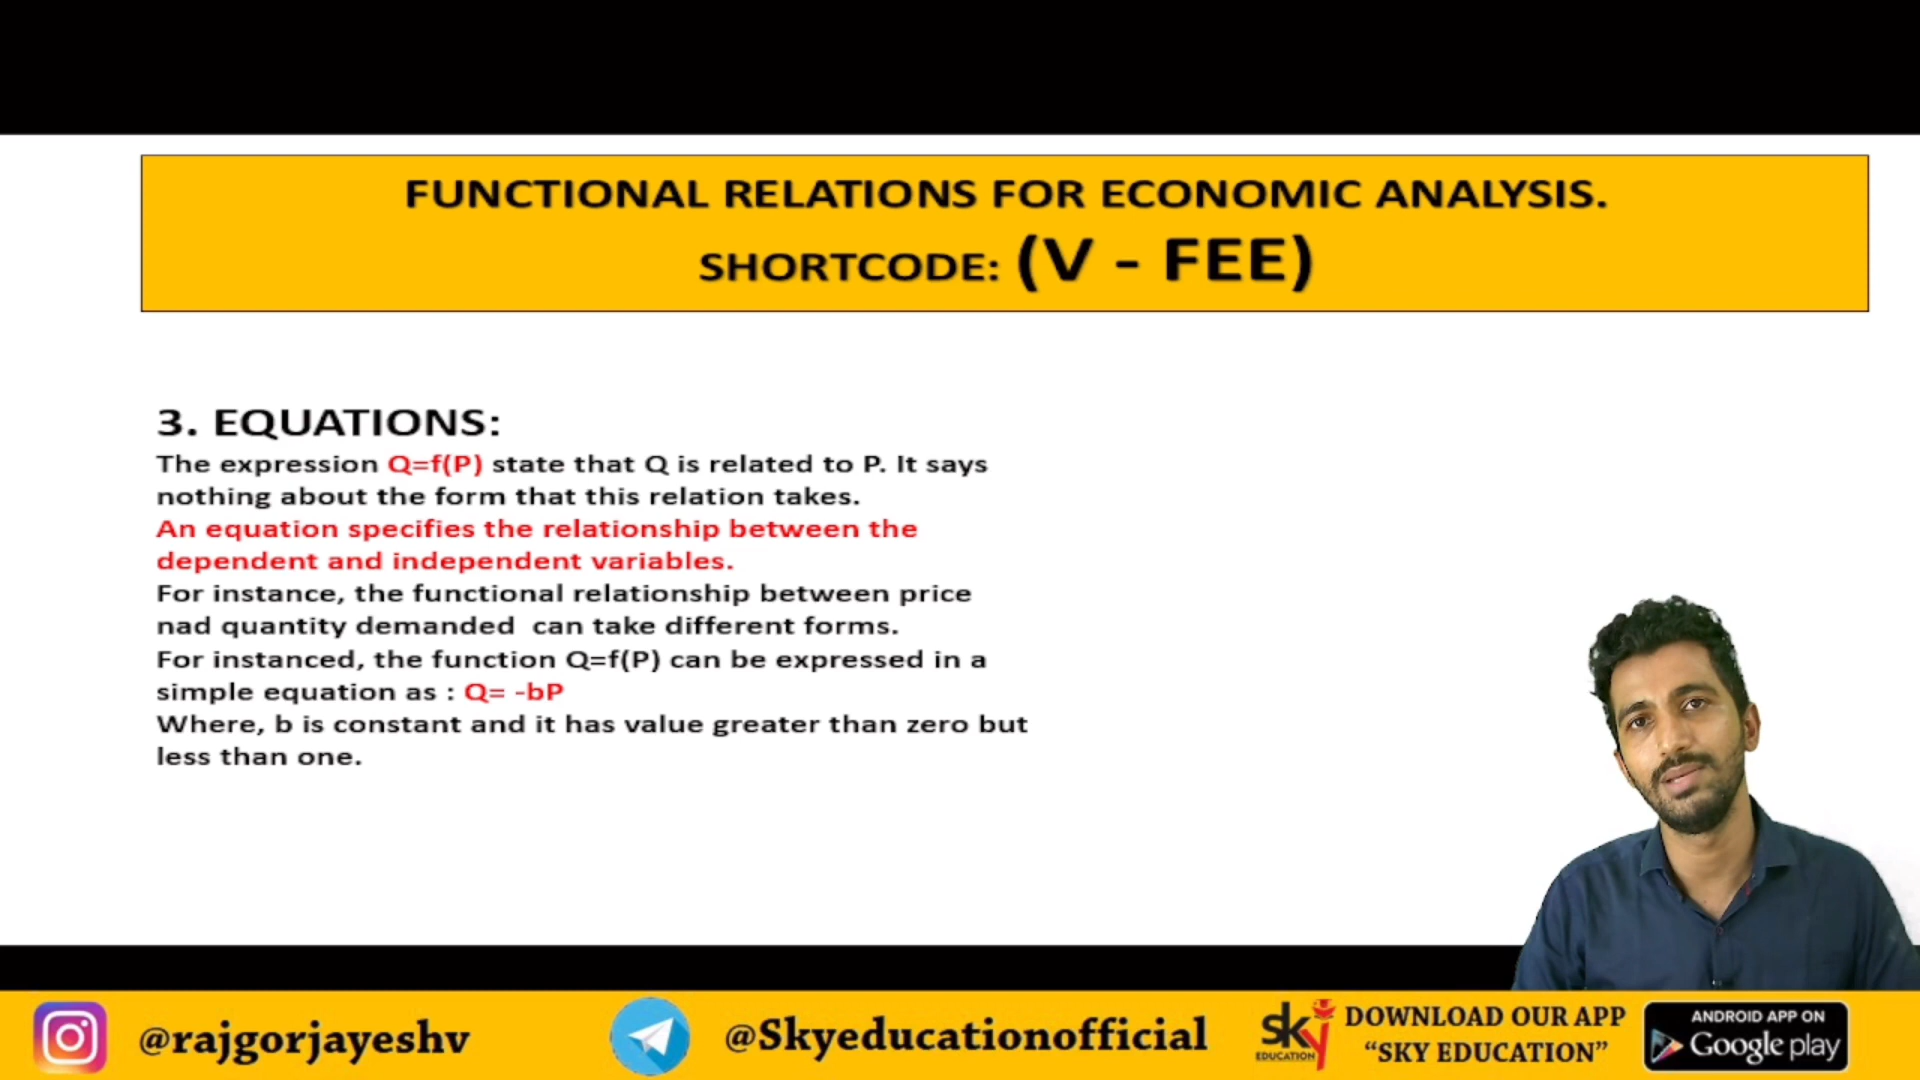 FUNCTIONAL RELATIONS FOR ECONOMIC ANALYSIS.
SHORTCODE: (V - FEE)
3. EQUATIONS:
The expression Q=f(P) state that Q is related to P. It says
nothing about the form that this relation takes.
An equation specifies the relationship between the
dependent and independent variables.
For instance, the functional relationship between price
nad quantity demanded can take different forms.
For instanced, the function Q=f(P) can be expressed in a
simple equation as : Q= -bP
Where, b is constant and it has value greater than zero but
less than one.
@rajgorjayeshv
@Skyeducationofficial
sky
EDUCATION
DOWNLOAD OUR APP
“SKY EDUCATION”
ANDROID APP ON
Google play